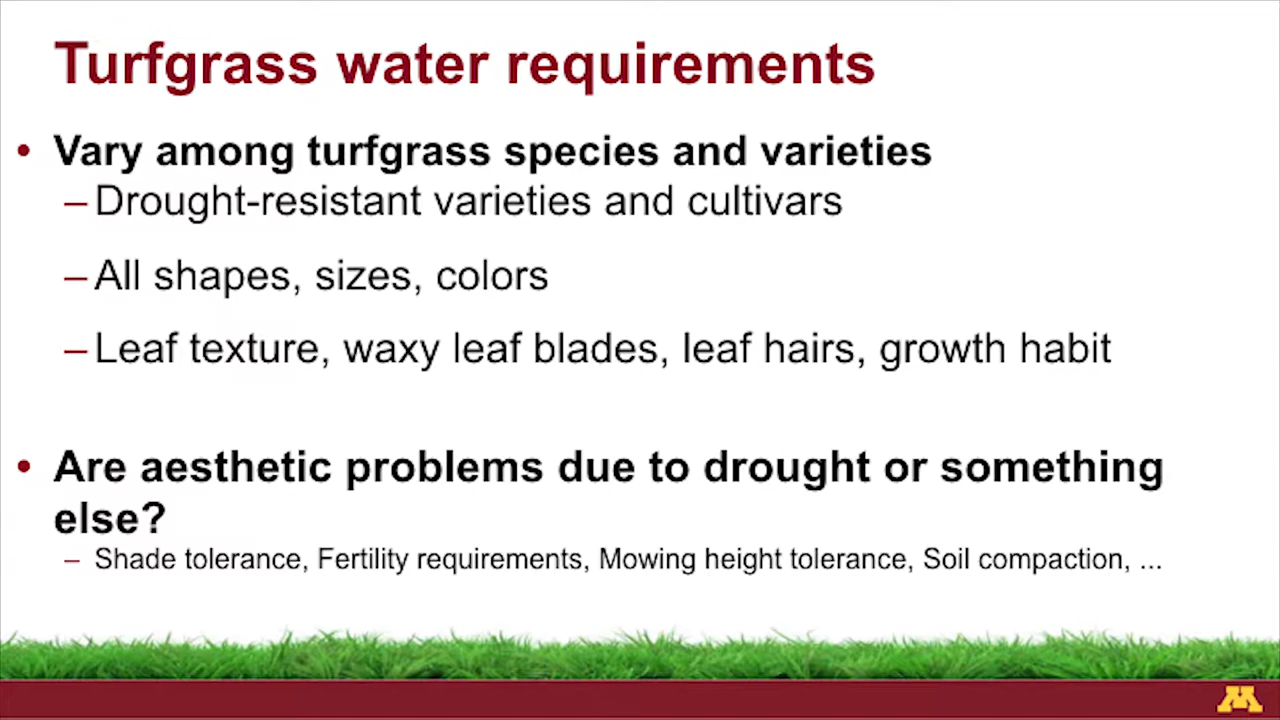 Turfgrass water requirements
• Vary among turfgrass species and varieties
– Drought-resistant varieties and cultivars
– All shapes, sizes, colors
– Leaf texture, waxy leaf blades, leaf hairs, growth habit
• Are aesthetic problems due to drought or something
else?
– Shade tolerance, Fertility requirements, Mowing height tolerance, Soil compaction, ...
M